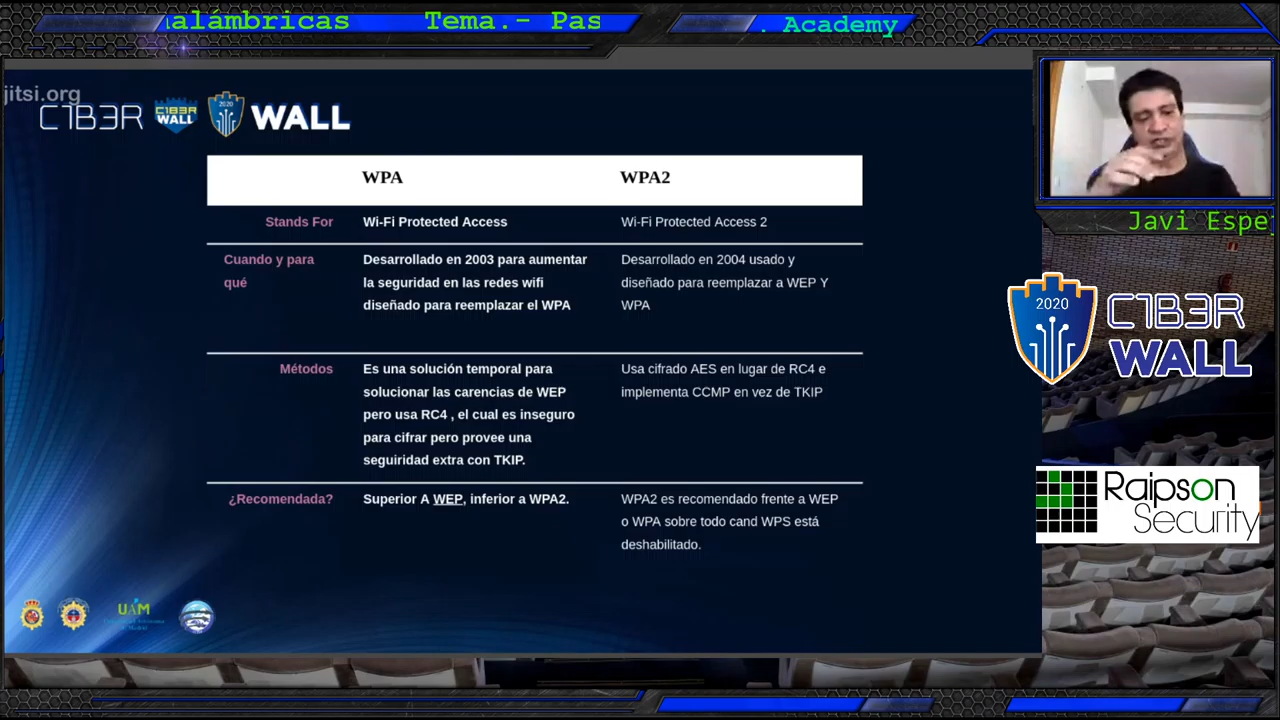 alámbricas Tema.- Pas
. Academy
jitsi.org
C1B3R
C1B3R
WALL
2020
WALL
WPA WPA2
Stands For Wi-Fi Protected Access Wi-Fi Protected Access 2
Cuando y para Desarrollado en 2003 para aumentar Desarrollado en 2004 usado y
qué la seguridad en las redes wifi diseñado para reemplazar a WEP Y
diseñado para reemplazar el WPA WPA
Métodos Es una solución temporal para Usa cifrado AES en lugar de RC4 e
solucionar las carencias de WEP implementa CCMP en vez de TKIP
pero usa RC4 , el cual es inseguro
para cifrar pero provee una
seguiridad extra con TKIP.
¿Recomendada? Superior A WEP, inferior a WPA2. WPA2 es recomendado frente a WEP
o WPA sobre todo cand WPS está
deshabilitado.
UAM
Javi Espe
2020
C1B3R
WALL
Raipson
Security